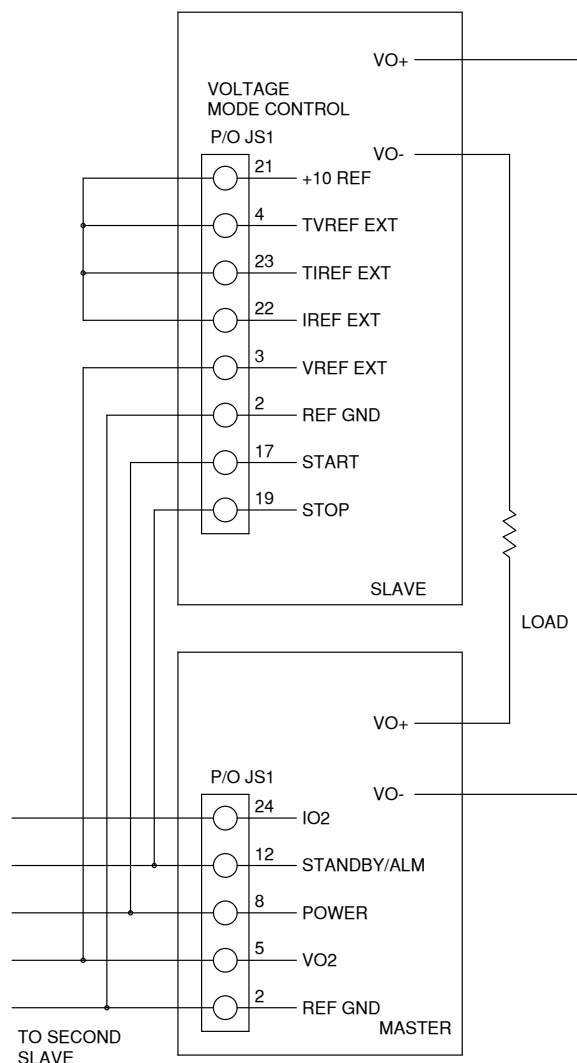 VO+
VOLTAGE
MODE CONTROL
P/O JS1
VO-
21 +10 REF
4 TVREF EXT
23 TIREF EXT
22 IREF EXT
3 VREF EXT
2 REF GND
17 START
19 STOP
SLAVE
LOAD
VO+
P/O JS1
VO-
24 IO2
12 STANDBY/ALM
8 POWER
5 VO2
2 REF GND
MASTER
TO SECOND
SLAVE